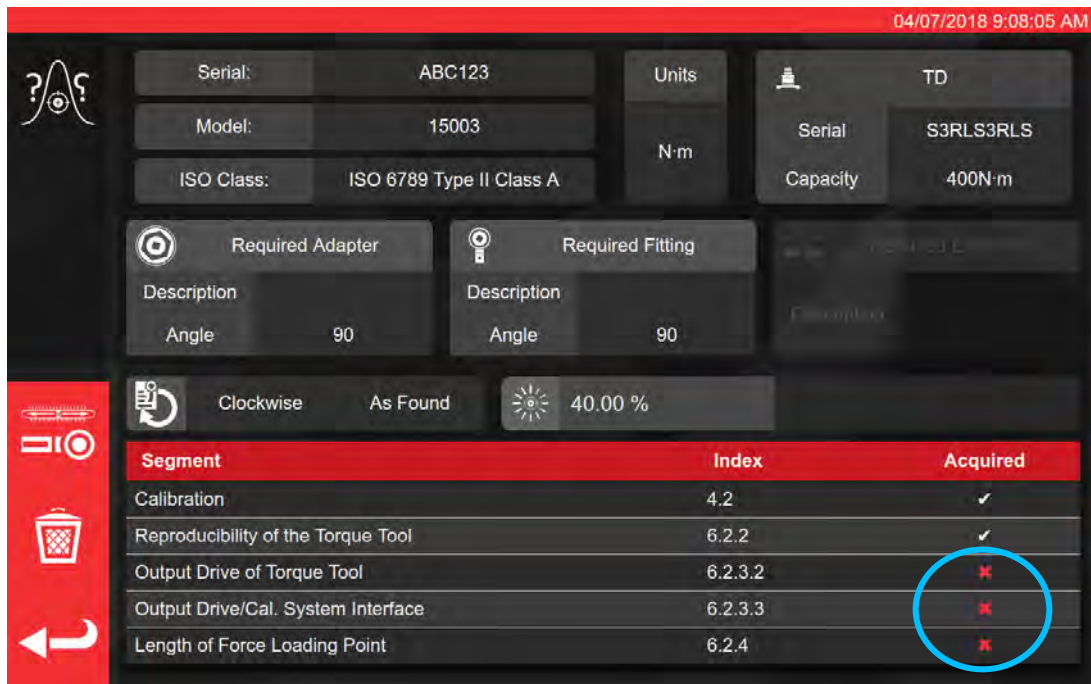 04/07/2018 9:08:05 AM
Serial: ABC123
Model: 15003
ISO Class: ISO 6789 Type II Class A
Units
N·m
TD
Serial S3RLS3RLS
Capacity 400N·m
Required Adapter
Description
Angle 90
Required Fitting
Description
Angle 90
Description
Clockwise As Found
40.00 %
Segment Index Acquired
Calibration 4.2 ✔
Reproducibility of the Torque Tool 6.2.2 ✔
Output Drive of Torque Tool 6.2.3.2 ✖
Output Drive/Cal. System Interface 6.2.3.3 ✖
Length of Force Loading Point 6.2.4 ✖